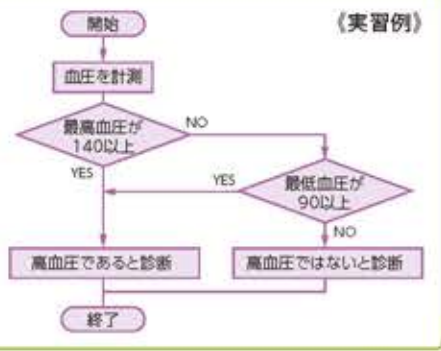 《実習例》
開始
血圧を計測
最高血圧が
140以上
NO
YES
YES
最低血圧が
90以上
NO
高血圧であると診断
高血圧ではないと診断
終了